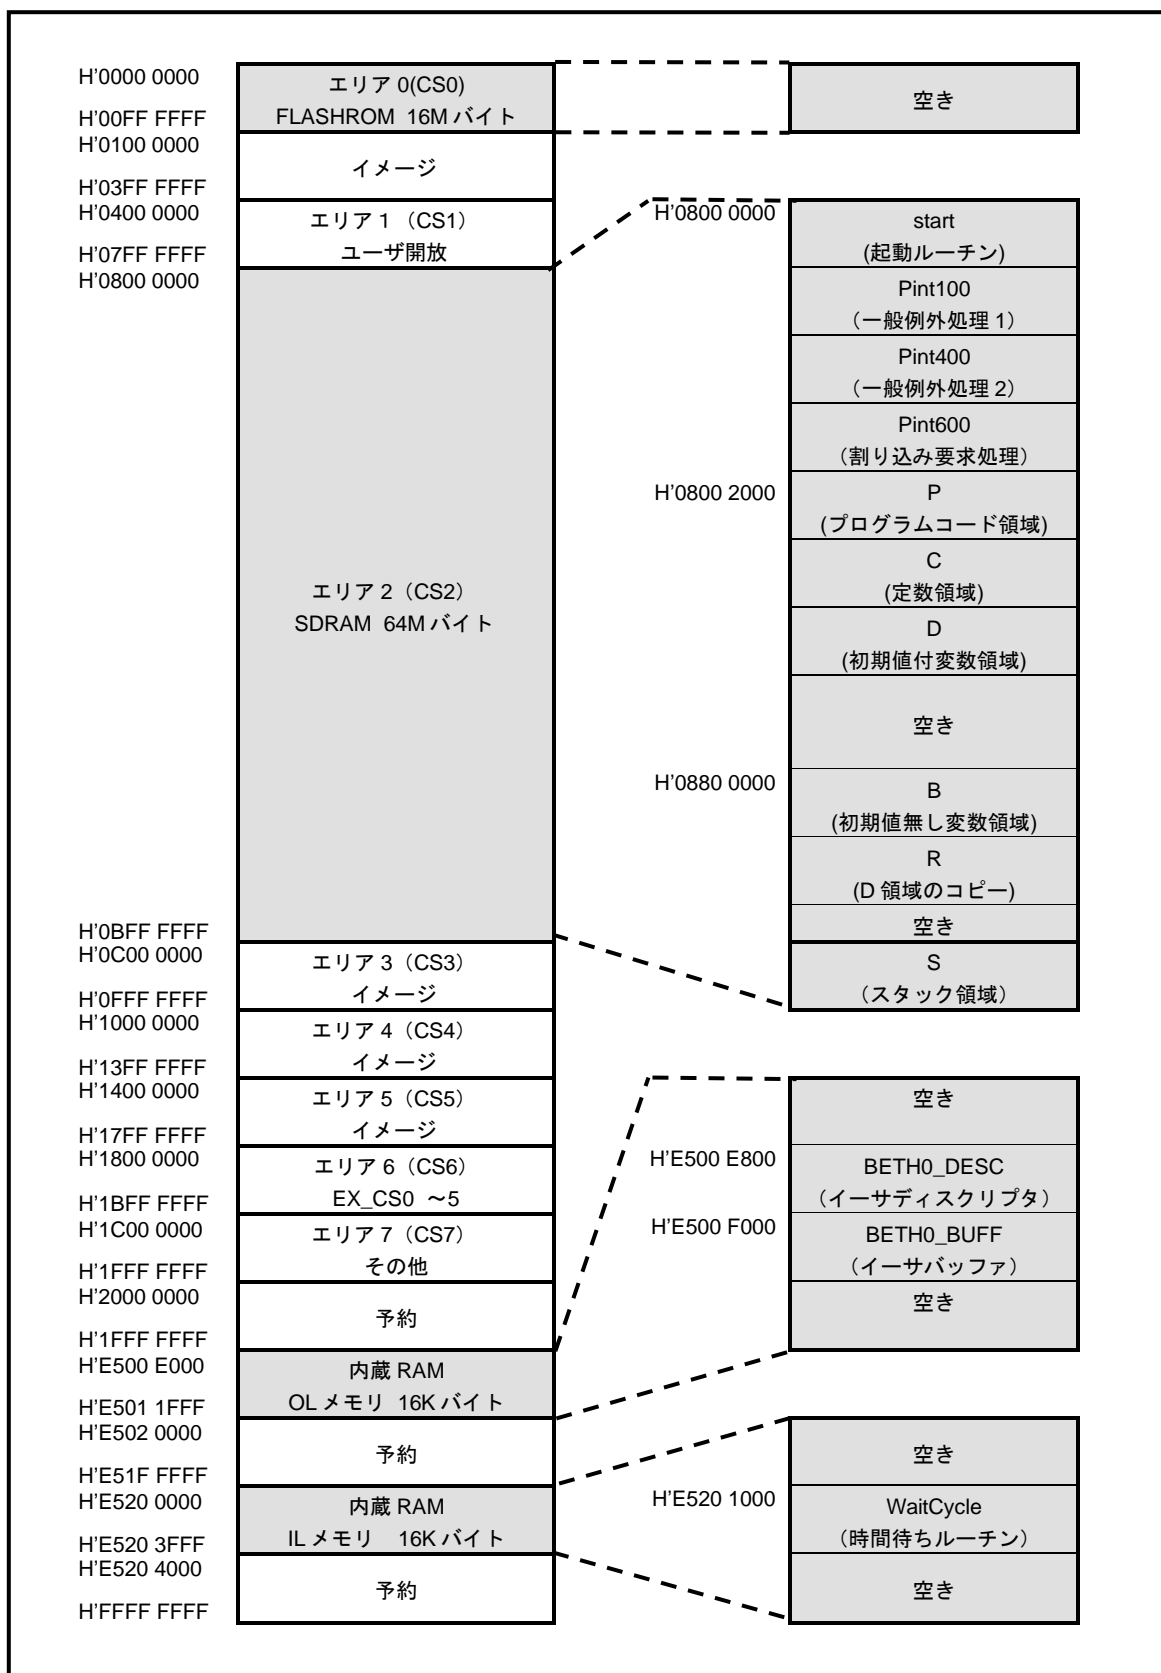 H'0000 0000
エリア 0(CS0)
FLASHROM 16M バイト
H'00FF FFFF
H'0100 0000
イメージ
H'03FF FFFF
H'0400 0000
エリア 1 (CS1)
ユーザ開放
H'07FF FFFF
H'0800 0000
エリア 2（CS2）
SDRAM 64M バイト
H'0BFF FFFF
H'0C00 0000
エリア 3（CS3）
イメージ
H'0FFF FFFF
H'1000 0000
エリア 4（CS4）
イメージ
H'13FF FFFF
H'1400 0000
エリア 5（CS5）
イメージ
H'17FF FFFF
H'1800 0000
エリア 6（CS6）
EX_CS0 ～5
H'1BFF FFFF
H'1C00 0000
エリア 7（CS7）
その他
H'1FFF FFFF
H'2000 0000
予約
H'1FFF FFFF
H'E500 E000
内蔵 RAM
OL メモリ 16K バイト
H'E501 1FFF
H'E502 0000
予約
H'E51F FFFF
H'E520 0000
内蔵 RAM
IL メモリ 16K バイト
H'E520 3FFF
H'E520 4000
予約
H'FFFF FFFF
空き
H'0800 0000
start
(起動ルーチン)
Pint100
（一般例外処理 1）
Pint400
（一般例外処理 2）
Pint600
（割り込み要求処理）
H'0800 2000
P
(プログラムコード領域)
C
(定数領域)
D
(初期値付変数領域)
空き
H'0880 0000
B
(初期値無し変数領域)
R
(D 領域のコピー)
空き
S
（スタック領域）
空き
H'E500 E800
BETH0_DESC
（イーサディスクリプタ）
H'E500 F000
BETH0_BUFF
（イーサバッファ）
空き
空き
H'E520 1000
WaitCycle
（時間待ちルーチン）
空き